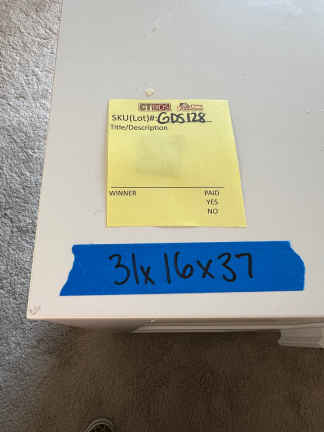 CTBIDS
SKU(Lot)#: GDS128
Title/Description
WINNER PAID
YES
NO
31x16x37